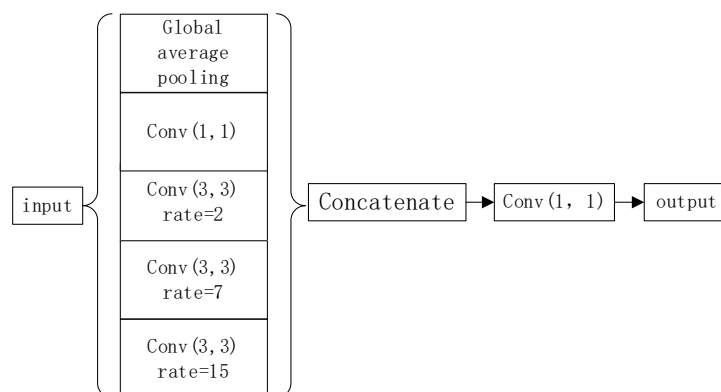 input
Global
average
pooling
Conv(1,1)
Conv(3,3)
rate=2
Conv(3,3)
rate=7
Conv(3,3)
rate=15
Concatenate
Conv(1, 1)
output